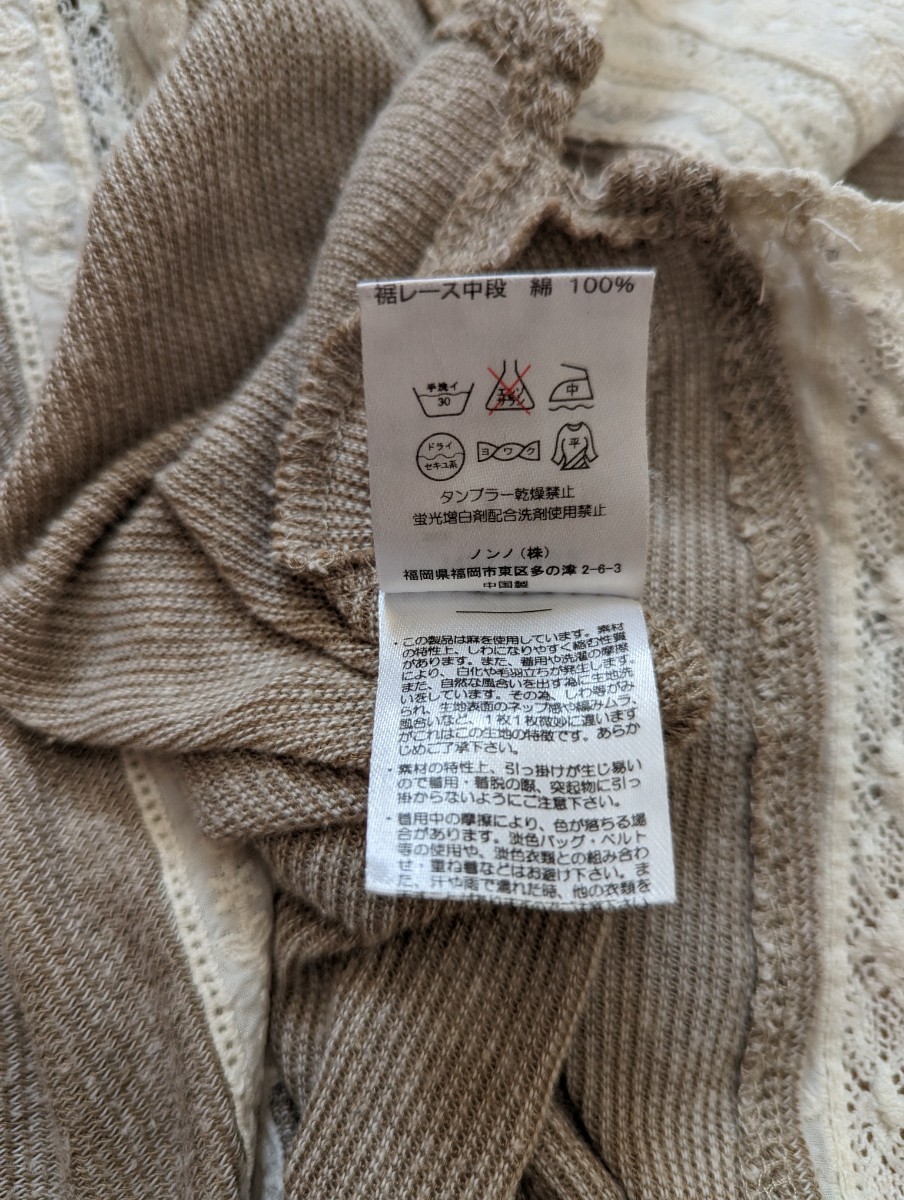 裾レース中段 綿 100%
手洗イ
30
エンソ
サラシ
中
ドライ
セキユ系
ヨワク
平
タンブラー乾燥禁止
蛍光増白剤配合洗剤使用禁止
ノンノ(株)
福岡県福岡市東区多の津 2-6-3
中国製
・この製品は麻を使用しています。素材
の特性上、しわになりやすく縮む性質
があります。また、着用や洗濯の摩擦
により、白化や毛羽立ちが発生します。
また、自然な風合いを出す為に生地洗
いをしています。その為、しわ等がみ
られ、生地表面のネップ感や編みムラ、
風合いなど、1枚1枚微妙に違います
がこれはこの生地の特徴です。あらか
じめご了承下さい。
・素材の特性上、引っ掛けが生じ易い
ので着用・着脱の際、突起物に引っ
掛からないようにご注意下さい。
・着用中の摩擦により、色が落ちる場
合があります。淡色バッグ・ベルト
等の使用や、淡色衣類との組み合わ
せ・重ね着などはお避け下さい。ま
た、汗や雨で濡れた時、他の衣類を